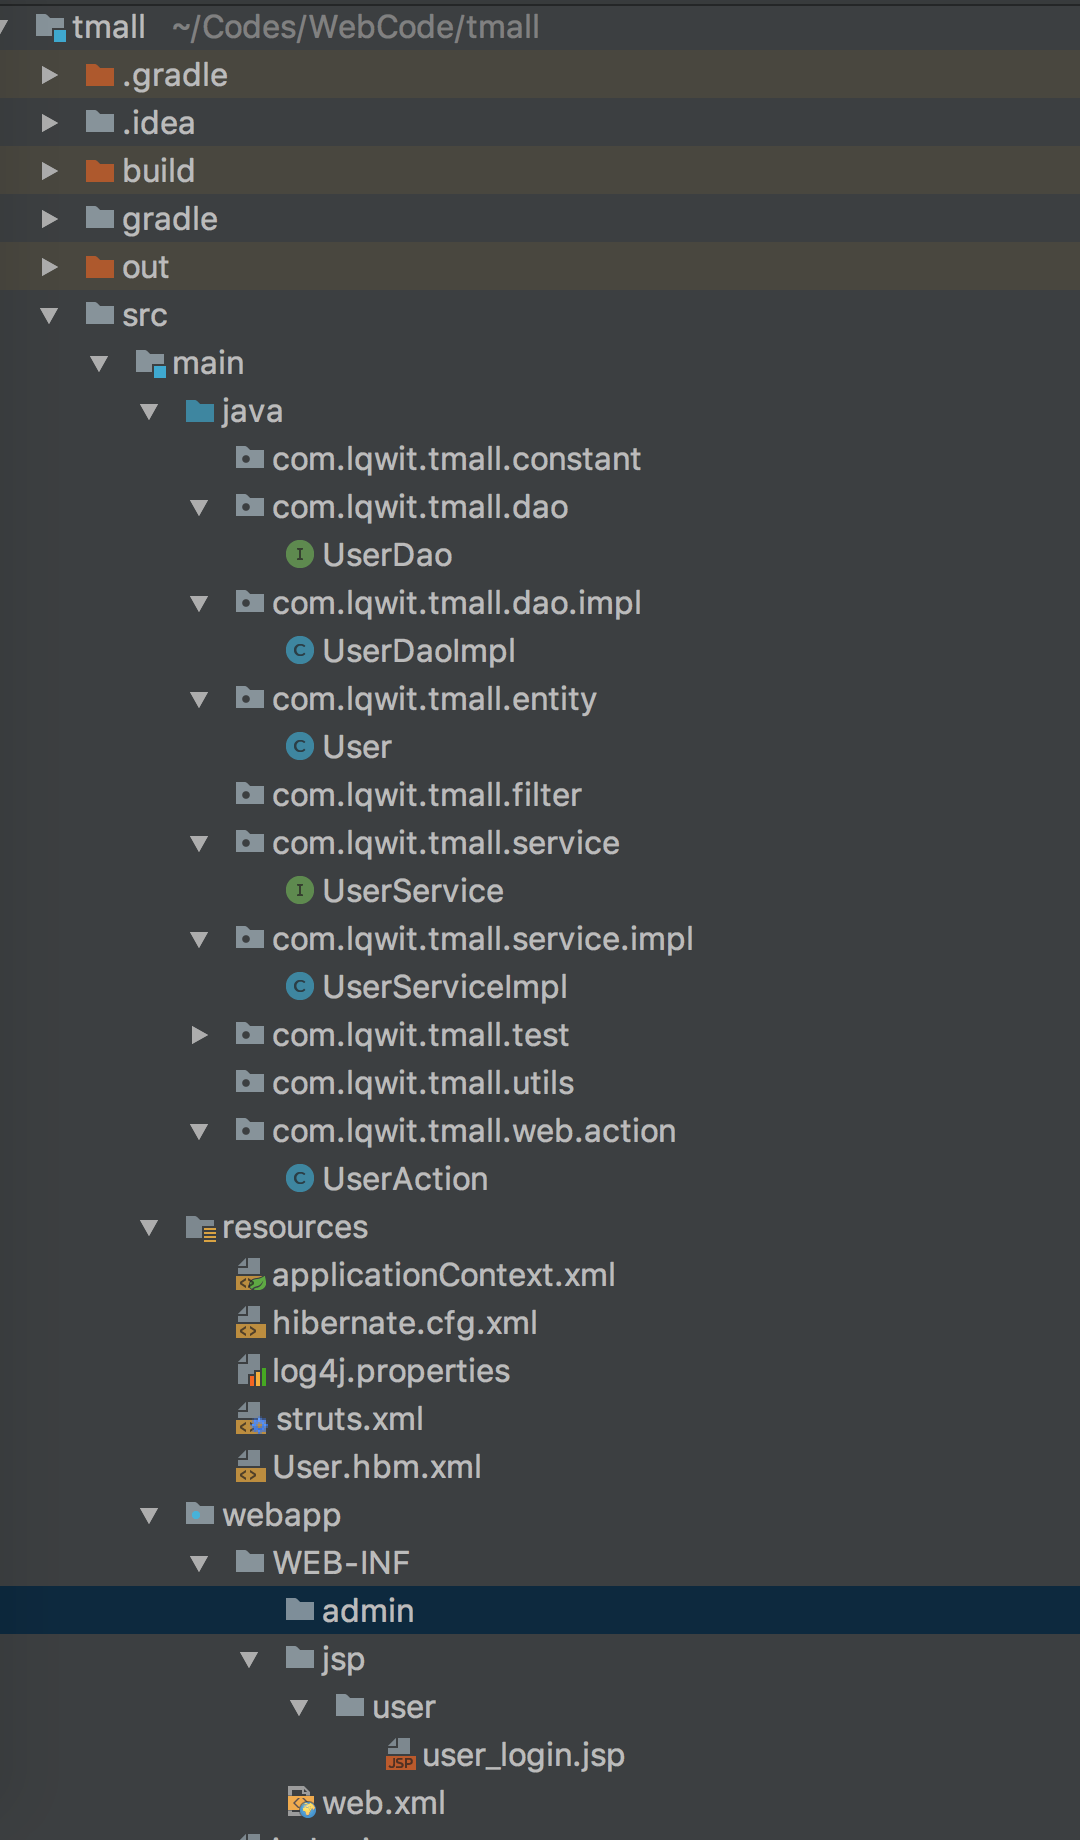 tmall ~/Codes/WebCode/tmall
.gradle
.idea
build
gradle
out
src
main
java
com.lqwit.tmall.constant
com.lqwit.tmall.dao
I UserDao
com.lqwit.tmall.dao.impl
C UserDaoImpl
com.lqwit.tmall.entity
C User
com.lqwit.tmall.filter
com.lqwit.tmall.service
I UserService
com.lqwit.tmall.service.impl
C UserServiceImpl
com.lqwit.tmall.test
com.lqwit.tmall.utils
com.lqwit.tmall.web.action
C UserAction
resources
applicationContext.xml
hibernate.cfg.xml
log4j.properties
struts.xml
User.hbm.xml
webapp
WEB-INF
admin
jsp
user
JSP user_login.jsp
web.xml